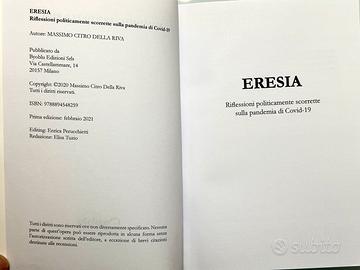 ERESIA
Riflessioni politicamente scorrette sulla pandemia di Covid-19
Autore: MASSIMO CITRO DELLA RIVA
Pubblicato da
Byoblu Edizioni Srls
Via Castellammare, 14
20157 Milano
Copyright: ©2020 Massimo Citro Della Riva
Tutti i diritti riservati.
ISBN: 9788894548259
Prima edizione: febbraio 2021
Editing: Enrica Perucchietti
Redazione: Elisa Tuzio
Tutti i diritti sono riservati ove non diversamente specificato. Nessuna
parte di quest'opera può essere riprodotta in alcuna forma senza
l'autorizzazione scritta dell'editore, a eccezione di brevi citazioni
destinate alle recensioni.
ERESIA
Riflessioni politicamente scorrette
sulla pandemia di Covid-19
subito